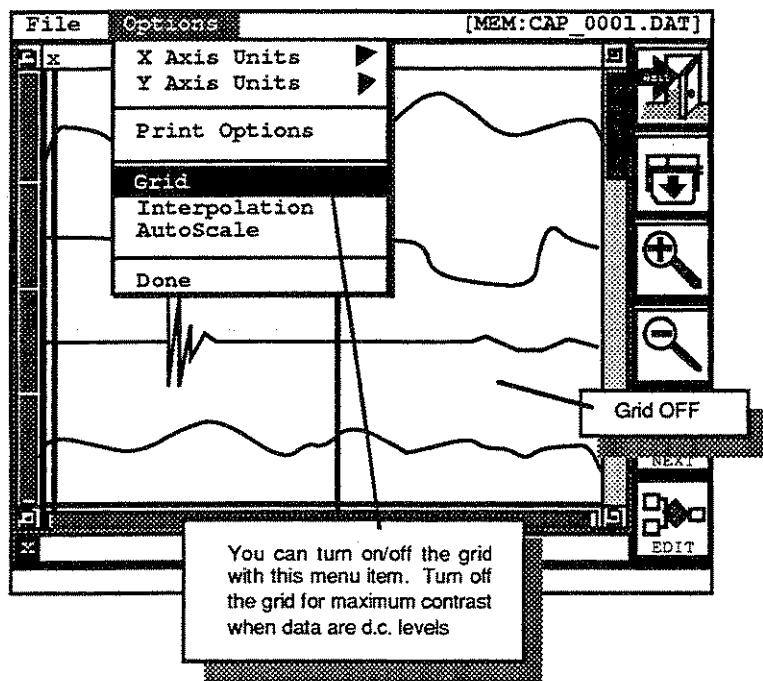 File Options [MEM:CAP_0001.DAT]
x
X Axis Units
Y Axis Units
Print Options
Grid
Interpolation
AutoScale
Done
Grid OFF
NEXT
EDIT
You can turn on/off the grid
with this menu item. Turn off
the grid for maximum contrast
when data are d.c. levels